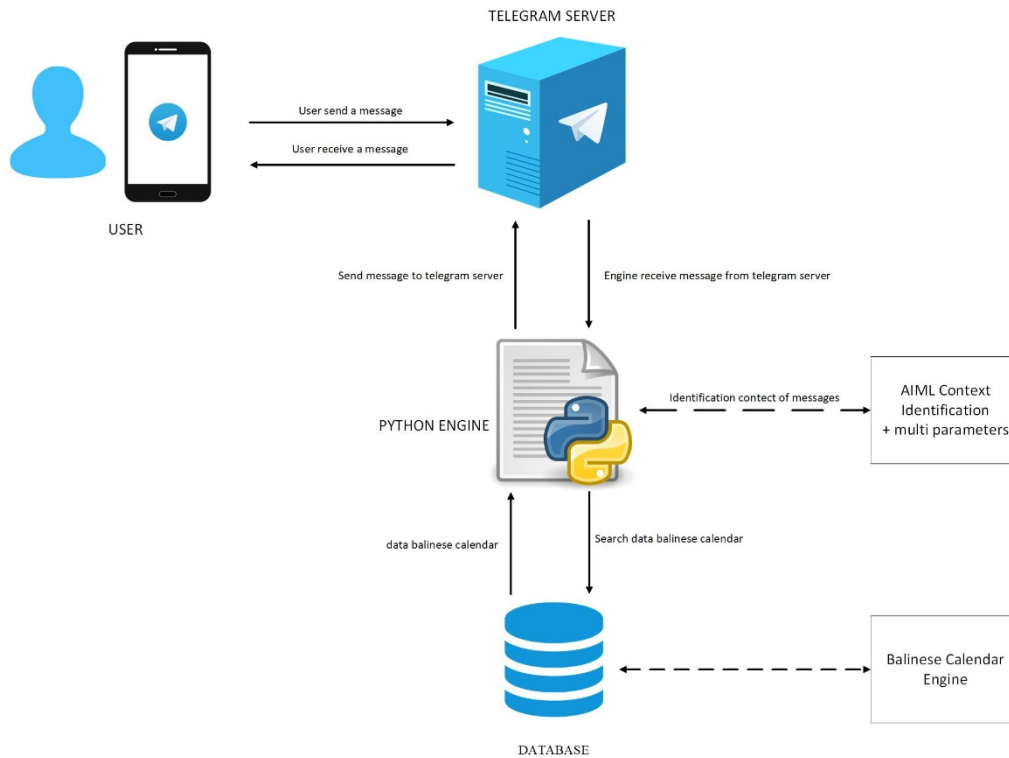 TELEGRAM SERVER
User send a message
User receive a message
USER
Send message to telegram server
Engine receive message from telegram server
PYTHON ENGINE
Identification contect of messages
AIML Context
Identification
+ multi parameters
data balinese calendar
Search data balinese calendar
Balinese Calendar
Engine
DATABASE